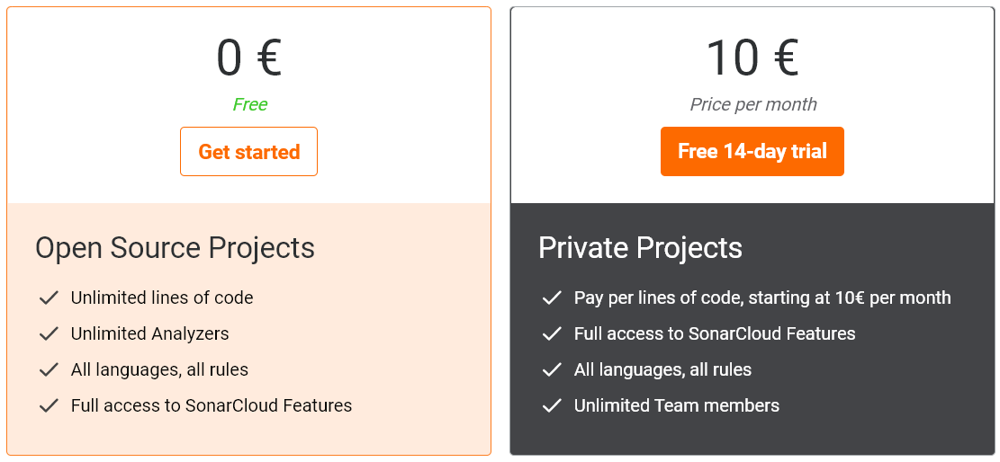 0 €
Free
Get started
Open Source Projects
Unlimited lines of code
Unlimited Analyzers
All languages, all rules
Full access to SonarCloud Features
10 €
Price per month
Free 14-day trial
Private Projects
Pay per lines of code, starting at 10€ per month
Full access to SonarCloud Features
All languages, all rules
Unlimited Team members